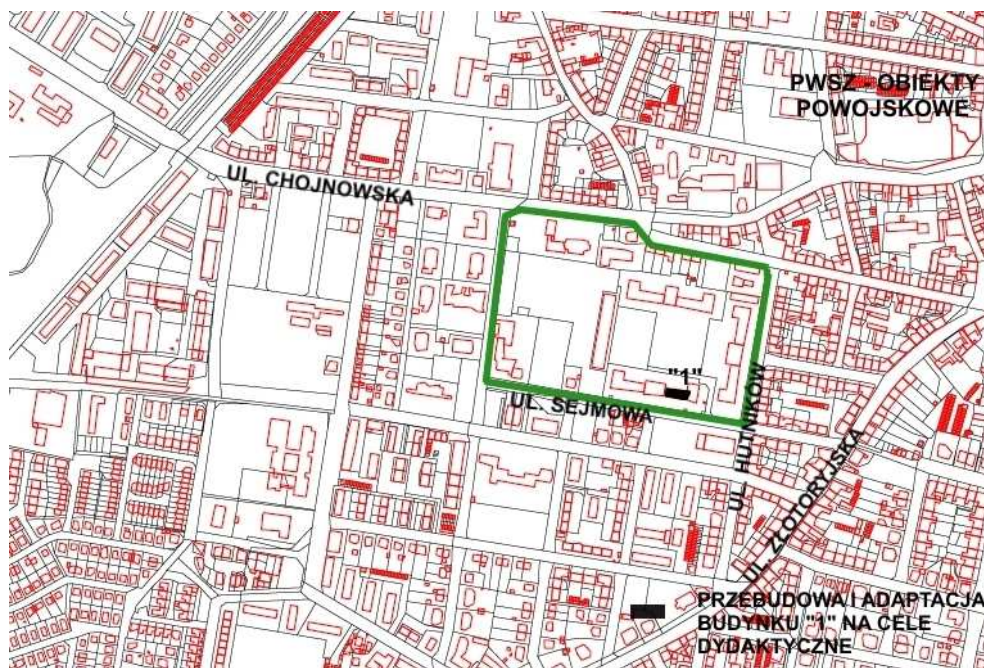 PWSZ - OBIEKTY
POWOJSKOWE
UL. CHOJNOWSKA
"1"
UL. SEJMOWA
UL. HUTNIKÓW
UL. ZŁOTORYJSKA
PRZEBUDOWA I ADAPTACJA
BUDYNKU "1" NA CELE
DYDAKTYCZNE